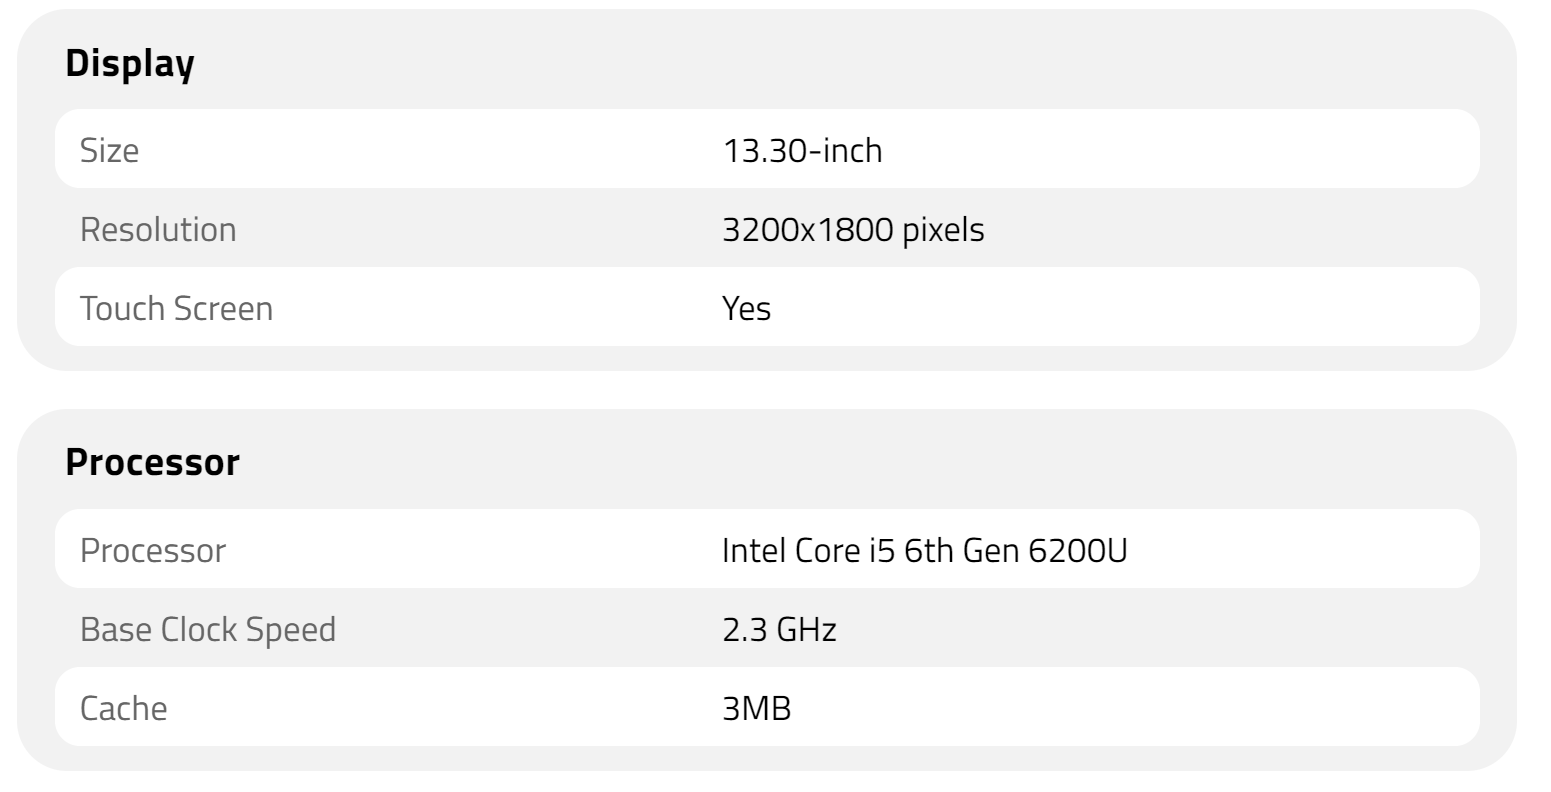 Display
Size 13.30-inch
Resolution 3200x1800 pixels
Touch Screen Yes
Processor
Processor Intel Core i5 6th Gen 6200U
Base Clock Speed 2.3 GHz
Cache 3MB